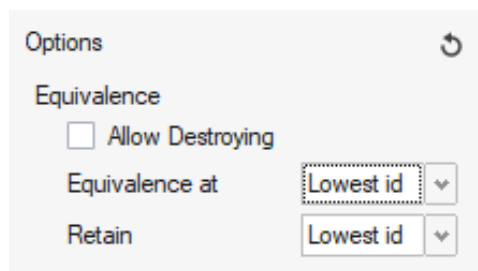 Options
Equivalence
Allow Destroying
Equivalence at Lowest id
Retain Lowest id